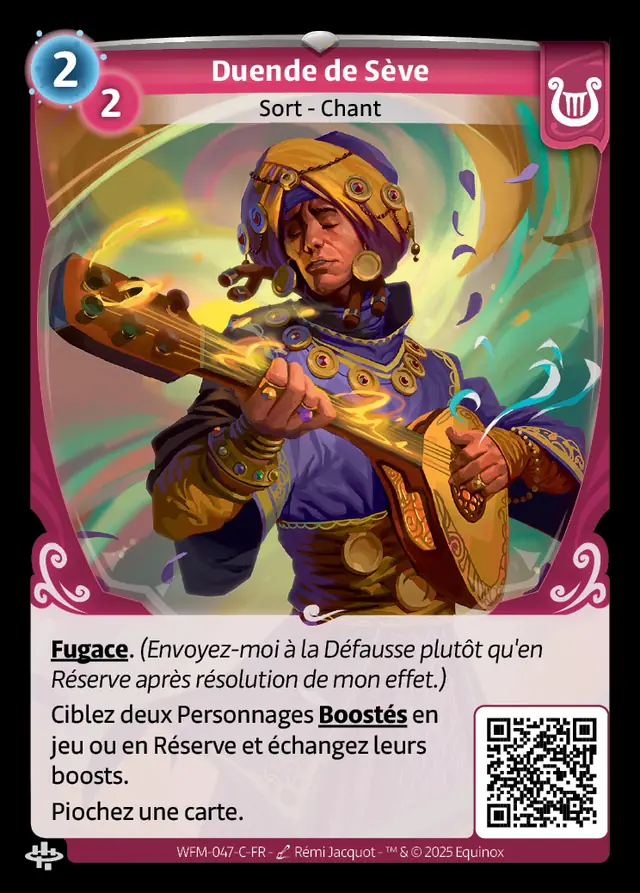 2
Duende de Sève
2
Sort - Chant
Fugace. (Envoyez-moi à la Défausse plutôt qu'en
Réserve après résolution de mon effet.)
Ciblez deux Personnages Boostés en
jeu ou en Réserve et échangez leurs
boosts.
Piochez une carte.
WFM-047-C-FR - Rémi Jacquot - ™ & © 2025 Equinox